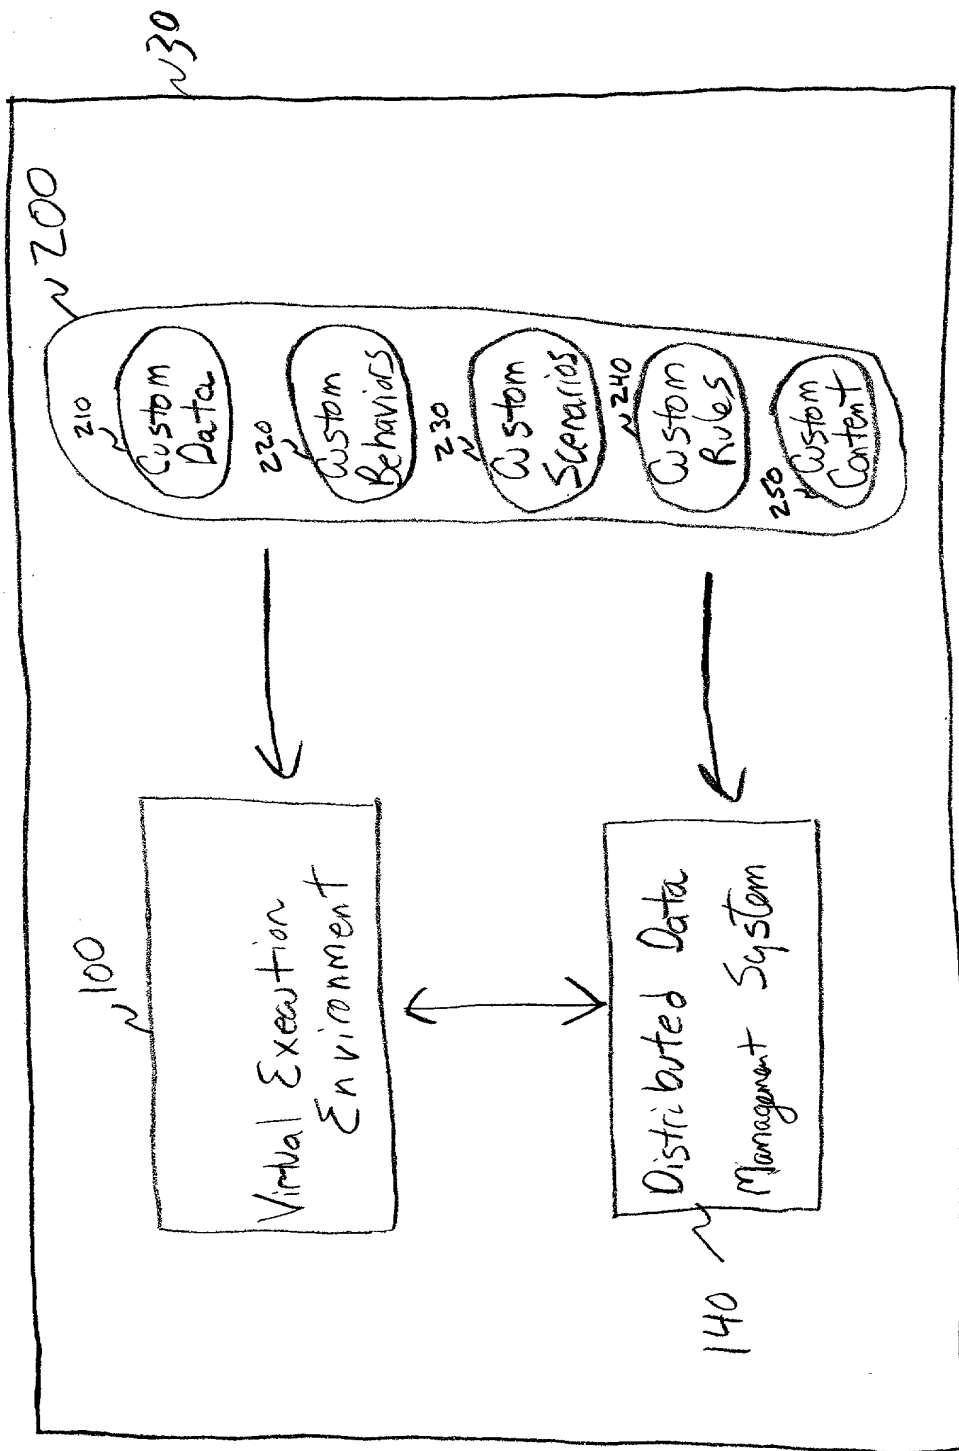 30
200
210
Custom
Data
220
Custom
Behaviors
230
Custom
Scenarios
240
Custom
Rules
250
Custom
Content
100
Virtual Execution
Environment
Distributed Data
Management System
140